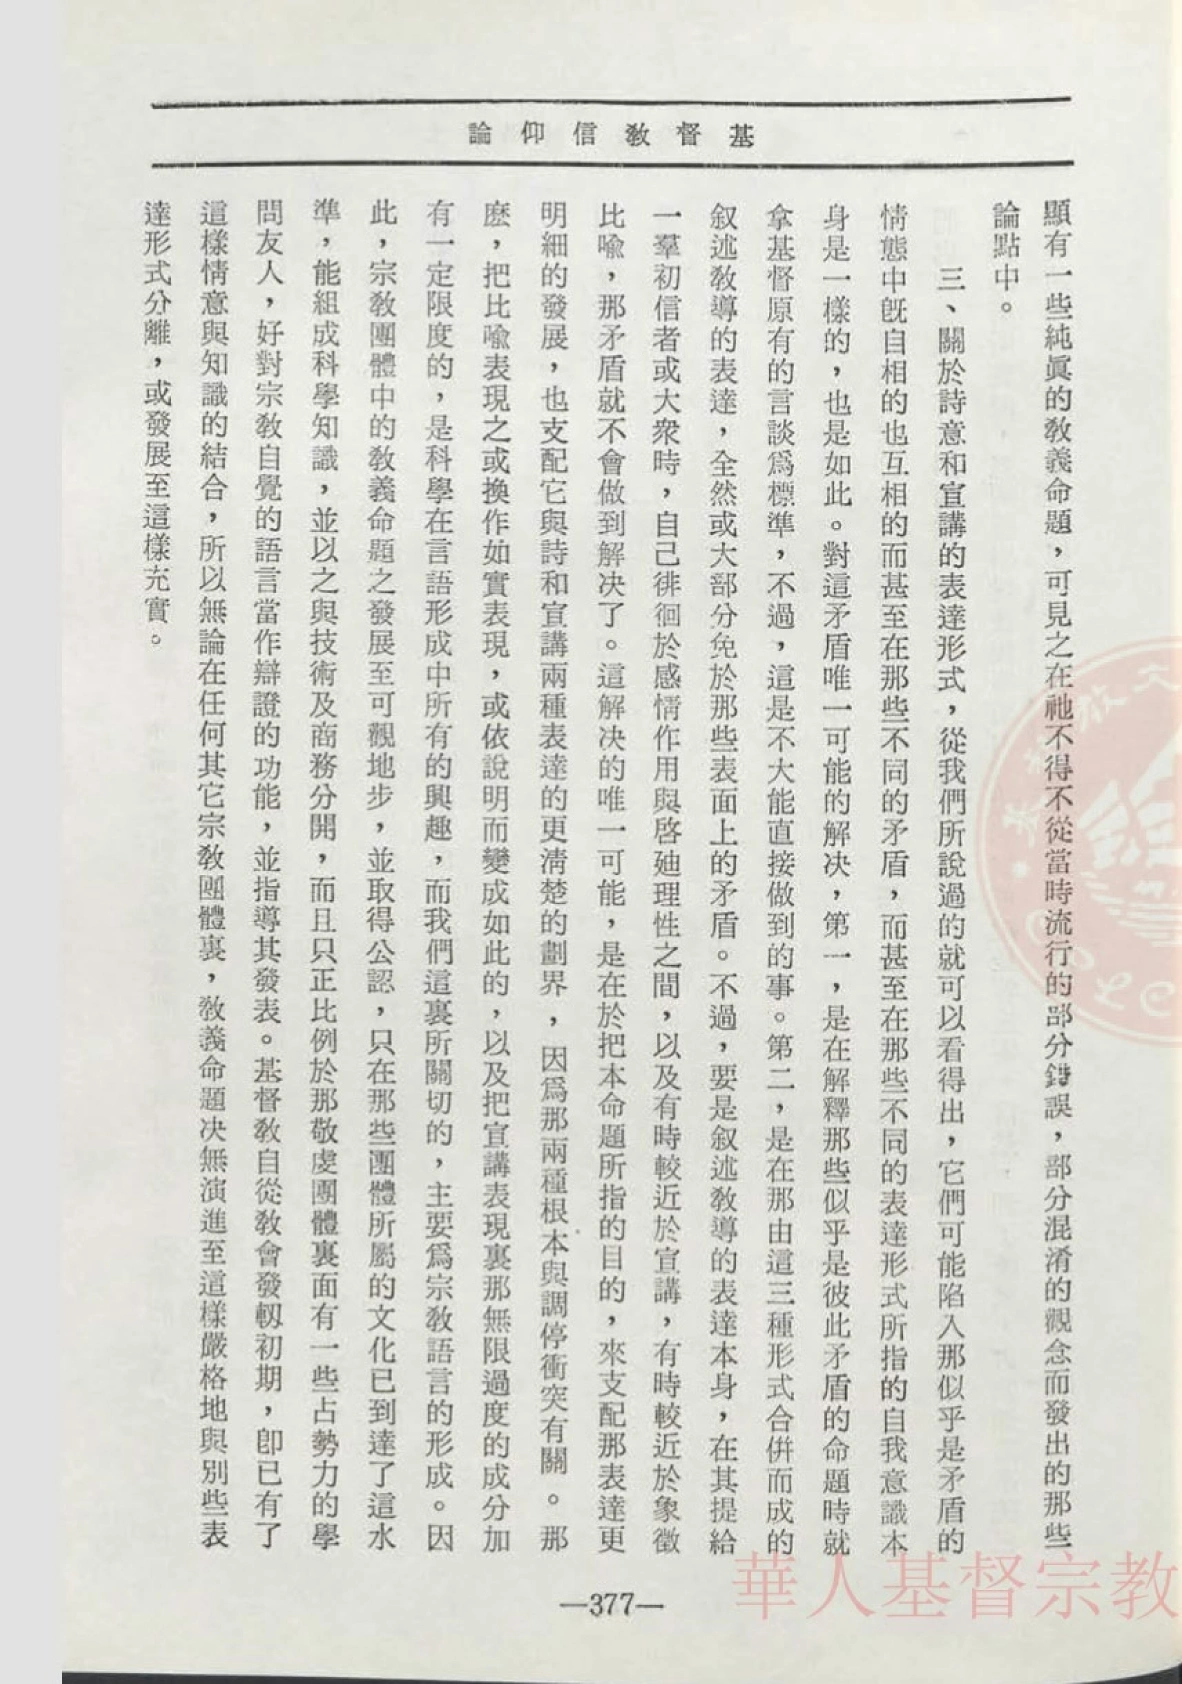 基督教信仰論
顯有一些純眞的教義命題，可見之在祂不得不從當時流行的部分錯誤，部分混淆的觀念而發出的那些
論點中。
三、關於詩意和宣講的表達形式，從我們所說過的就可以看得出，它們可能陷入那似乎是矛盾的
情態中旣自相的也互相的而甚至在那些不同的矛盾，而甚至在那些不同的表達形式所指的自我意識本
身是一樣的，也是如此。對這矛盾唯一可能的解决，第一，是在解釋那些似乎是彼此矛盾的命題時就
拿基督原有的言談爲標準，不過，這是不大能直接做到的事。第二，是在那由這三種形式合併而成的
叙述教導的表達，全然或大部分免於那些表面上的矛盾。不過，要是叙述教導的表達本身，在其提給
一羣初信者或大衆時，自己徘徊於感情作用與啓廸理性之間，以及有時較近於宣講，有時較近於象徵
比喩，那矛盾就不會做到解决了。這解决的唯一可能，是在於把本命題所指的目的，來支配那表達更
明細的發展，也支配它與詩和宣講兩種表達的更淸楚的劃界，因爲那兩種根本與調停衝突有關。那
麽，把比喩表現之或換作如實表現，或依說明而變成如此的，以及把宣講表現裏那無限過度的成分加
有一定限度的，是科學在言語形成中所有的興趣，而我們這裏所關切的，主要爲宗教語言的形成。因
此，宗教團體中的教義命題之發展至可觀地步，並取得公認，只在那些團體所屬的文化已到達了這水
準，能組成科學知識，並以之與技術及商務分開，而且只正比例於那敬虔團體裏面有一些占勢力的學
問友人，好對宗教自覺的語言當作辯證的功能，並指導其發表。基督教自從教會發軔初期，卽已有了
這樣情意與知識的結合，所以無論在任何其它宗教團體裏，教義命題决無演進至這樣嚴格地與別些表
達形式分離，或發展至這樣充實。
—377—
華人基督宗教